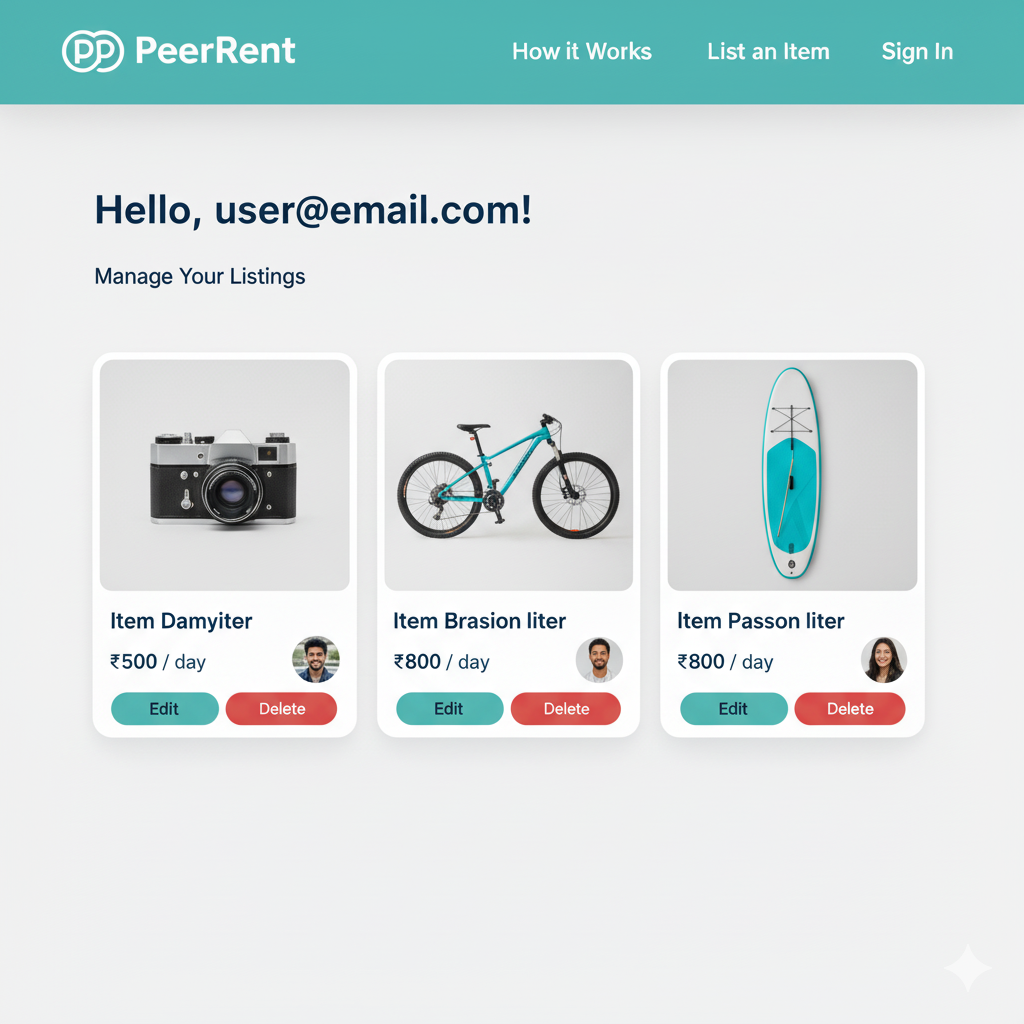 PP PeerRent
How it Works
List an Item
Sign In
Hello, user@email.com!
Manage Your Listings
Item Damyiter
₹500 / day
Edit
Delete
Item Brasion liter
₹800 / day
Edit
Delete
Item Passon liter
₹800 / day
Edit
Delete